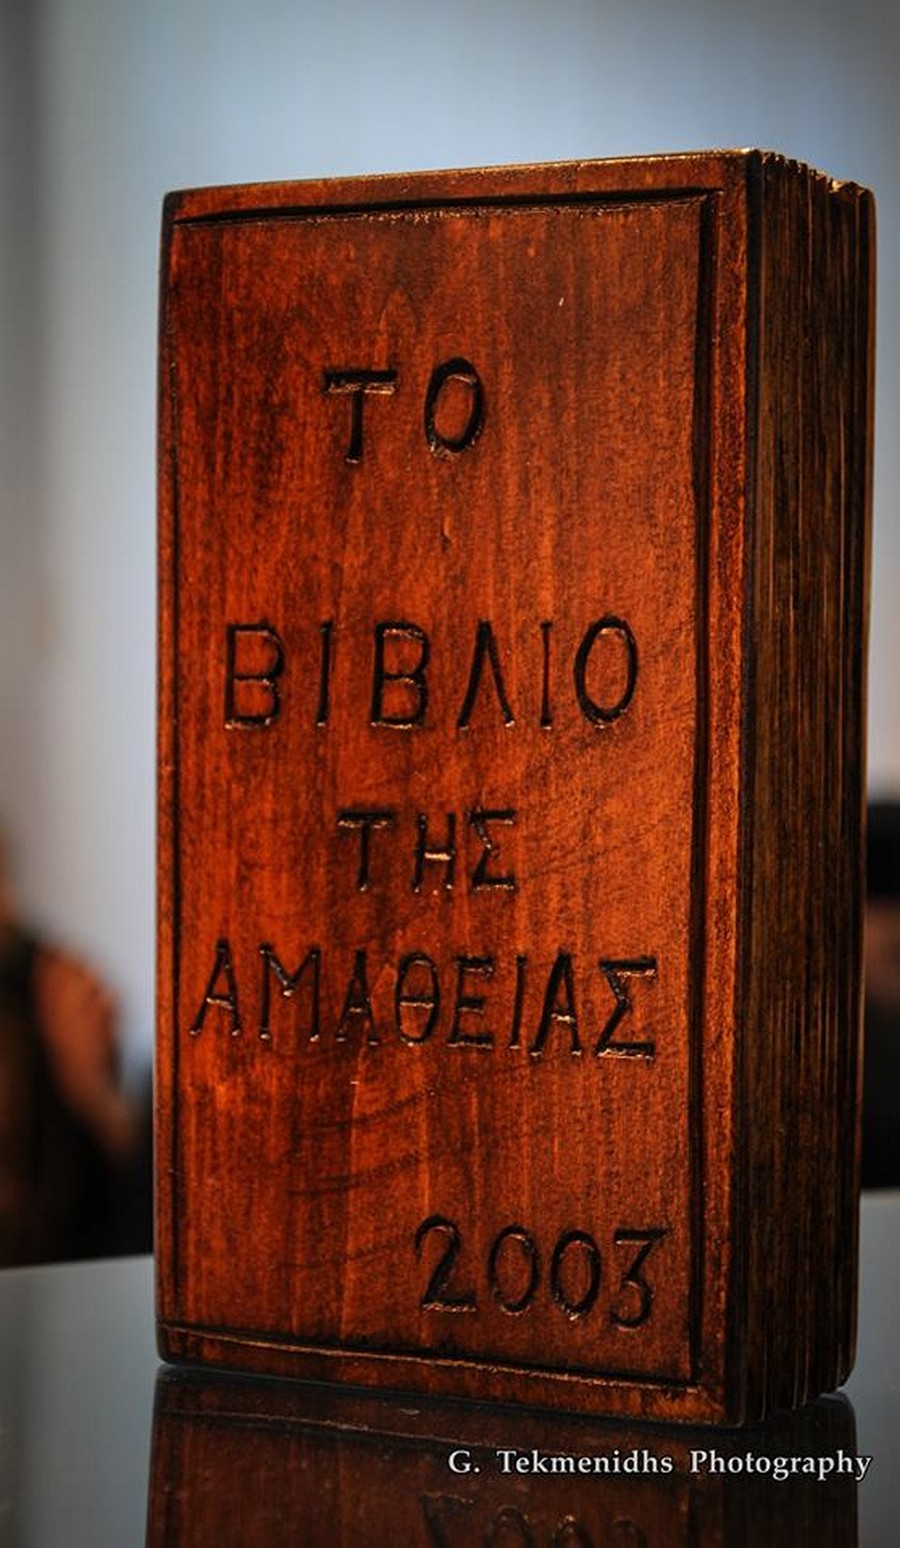 ΤΟ
ΒΙΒΛΙΟ
ΤΗΣ
ΑΜΑΘΕΙΑΣ
2003
G. Tekmenidhs Photography